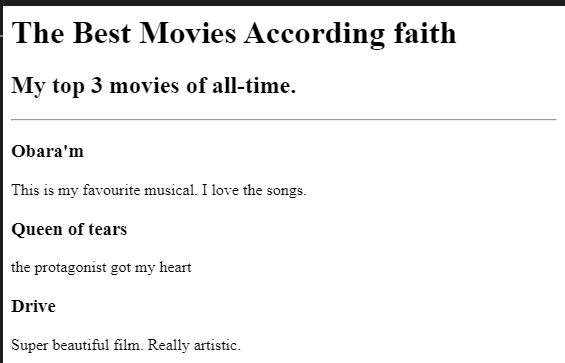 The Best Movies According faith
My top 3 movies of all-time.
Obara'm
This is my favourite musical. I love the songs.
Queen of tears
the protagonist got my heart
Drive
Super beautiful film. Really artistic.